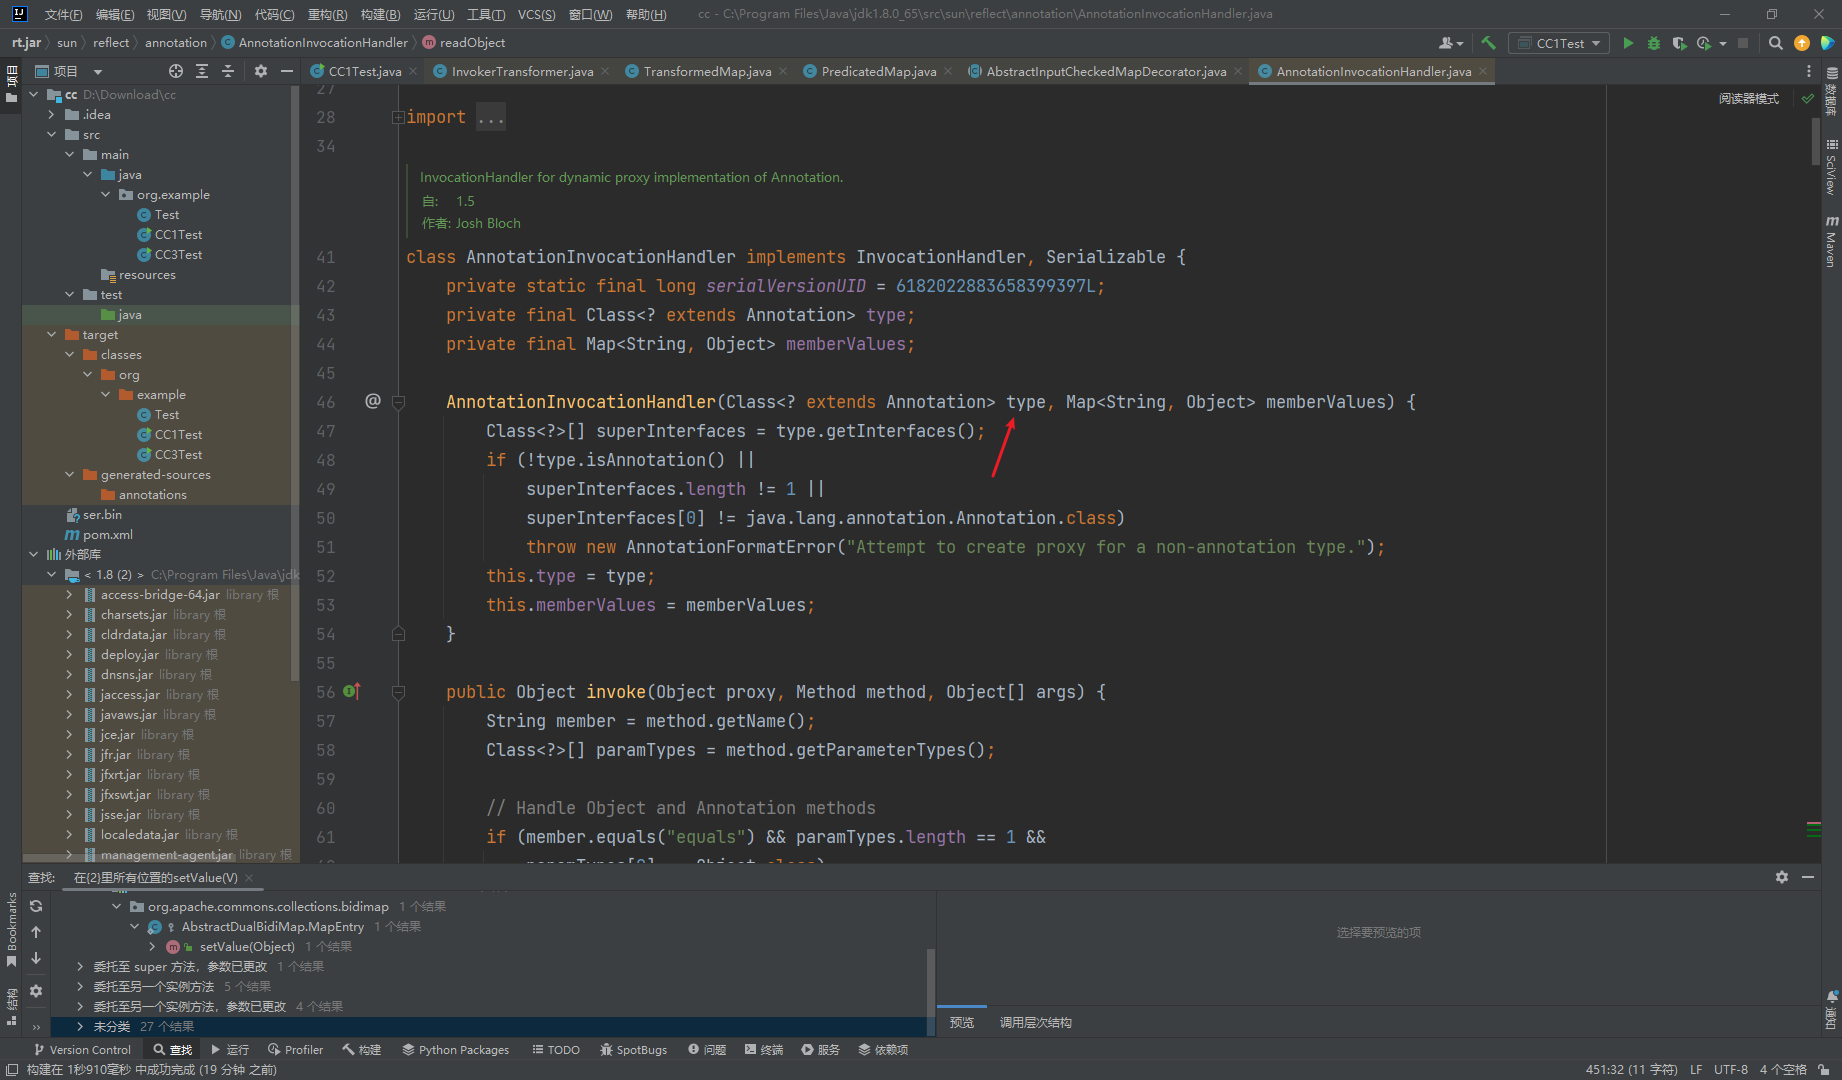 文件(F) 编辑(E) 视图(V) 导航(N) 代码(C) 重构(R) 构建(B) 运行(U) 工具(T) VCS(S) 窗口(W) 帮助(H) cc - C:\Program Files\Java\jdk1.8.0_65\src\sun\reflect\annotation\AnnotationInvocationHandler.java
rt.jar sun reflect annotation AnnotationInvocationHandler readObject CC1Test
项目
CC1Test.java InvokerTransformer.java TransformedMap.java PredicatedMap.java AbstractInputCheckedMapDecorator.java AnnotationInvocationHandler.java
项目
cc D:\Download\cc
.idea
src
main
java
org.example
Test
CC1Test
CC3Test
resources
test
java
target
classes
org
example
Test
CC1Test
CC3Test
generated-sources
annotations
ser.bin
pom.xml
外部库
< 1.8 (2) > C:\Program Files\Java\jdk
access-bridge-64.jar library 根
charsets.jar library 根
cldrdata.jar library 根
deploy.jar library 根
dnsns.jar library 根
jaccess.jar library 根
javaws.jar library 根
jce.jar library 根
jfr.jar library 根
jfxrt.jar library 根
jfxswt.jar library 根
jsse.jar library 根
localedata.jar library 根
management-agent.jar library 根
阅读器模式
27
28 import ...
34
InvocationHandler for dynamic proxy implementation of Annotation.
自: 1.5
作者: Josh Bloch
41 class AnnotationInvocationHandler implements InvocationHandler, Serializable {
42 private static final long serialVersionUID = 6182022883658399397L;
43 private final Class<? extends Annotation> type;
44 private final Map<String, Object> memberValues;
45
46 @ AnnotationInvocationHandler(Class<? extends Annotation> type, Map<String, Object> memberValues) {
47 Class<?>[] superInterfaces = type.getInterfaces();
48 if (!type.isAnnotation() ||
49 superInterfaces.length != 1 ||
50 superInterfaces[0] != java.lang.annotation.Annotation.class)
51 throw new AnnotationFormatError("Attempt to create proxy for a non-annotation type.");
52 this.type = type;
53 this.memberValues = memberValues;
54 }
55
56 public Object invoke(Object proxy, Method method, Object[] args) {
57 String member = method.getName();
58 Class<?>[] paramTypes = method.getParameterTypes();
59
60 // Handle Object and Annotation methods
61 if (member.equals("equals") && paramTypes.length == 1 &&
数据库
SciView
Maven
通知
Bookmarks
结构
查找: 在{2}里所有位置的setValue(V)
org.apache.commons.collections.bidimap 1 个结果
AbstractDualBidiMap.MapEntry 1 个结果
setValue(Object) 1 个结果
委托至 super 方法，参数已更改 1 个结果
委托至另一个实例方法 5 个结果
委托至另一个实例方法，参数已更改 4 个结果
未分类 27 个结果
选择要预览的项
预览 调用层次结构
Version Control 查找 运行 Profiler 构建 Python Packages TODO SpotBugs 问题 终端 服务 依赖项
构建在 1秒910毫秒 中成功完成 (19 分钟 之前) 451:32 (11 字符) LF UTF-8 4 个空格